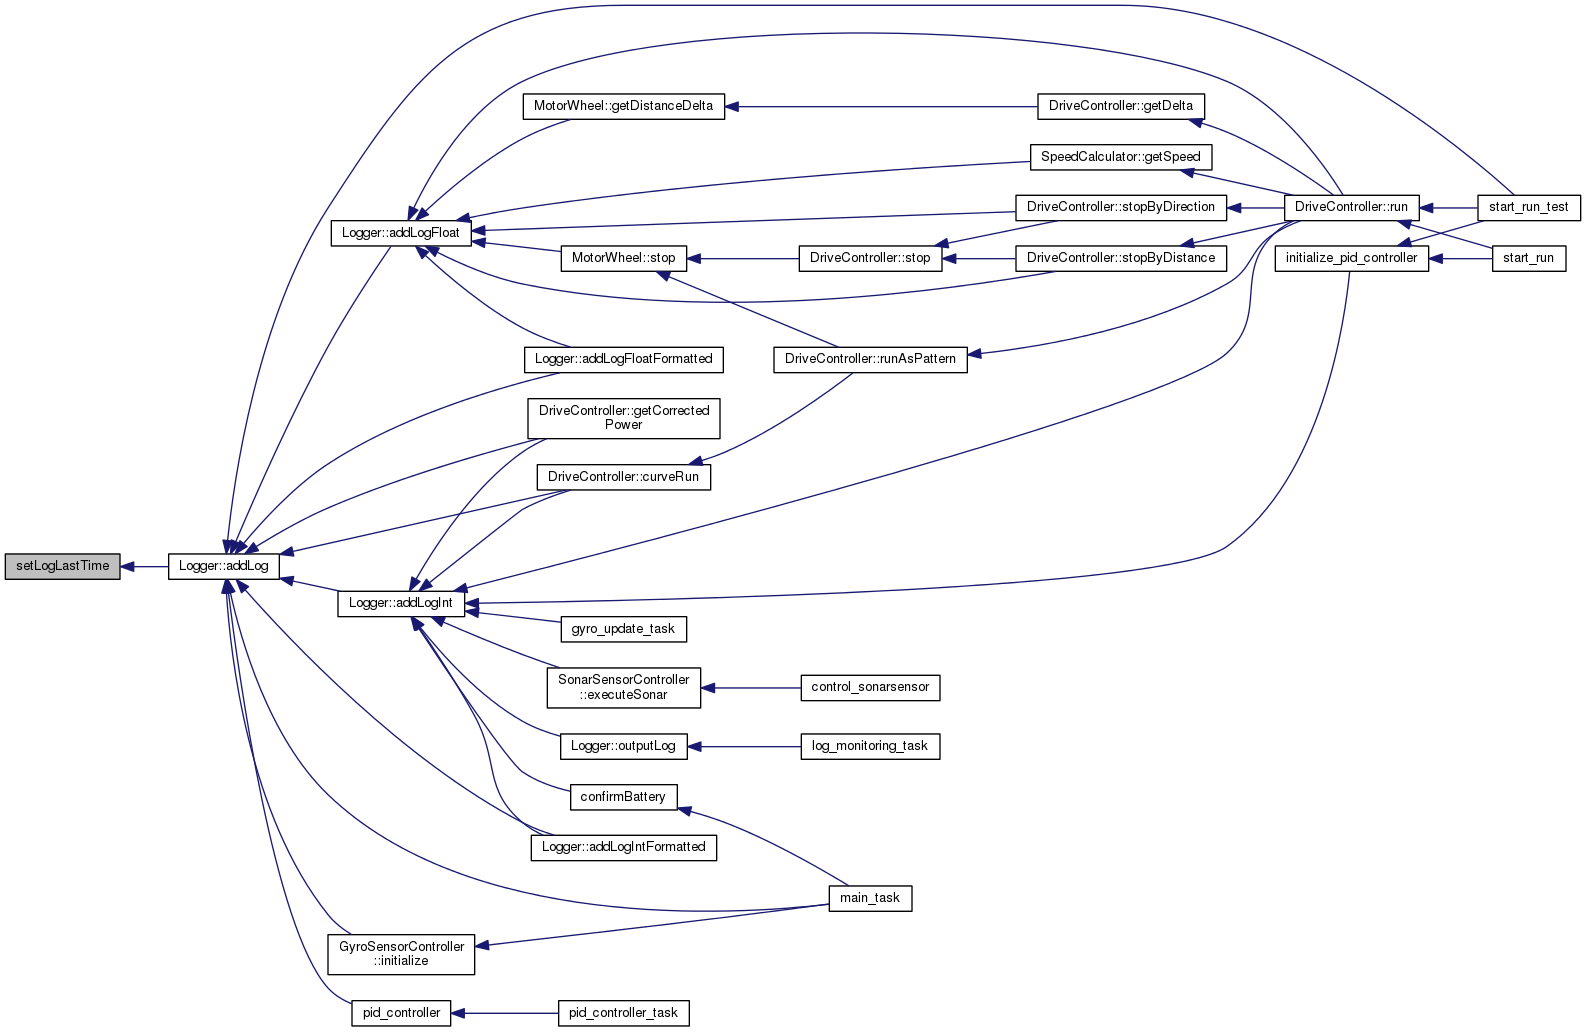 MotorWheel::getDistanceDelta
DriveController::getDelta
SpeedCalculator::getSpeed
DriveController::stopByDirection
DriveController::run
start_run_test
Logger::addLogFloat
MotorWheel::stop
DriveController::stop
DriveController::stopByDistance
initialize_pid_controller
start_run
Logger::addLogFloatFormatted
DriveController::runAsPattern
DriveController::getCorrected
Power
DriveController::curveRun
setLogLastTime
Logger::addLog
Logger::addLogInt
gyro_update_task
SonarSensorController
::executeSonar
control_sonarsensor
Logger::outputLog
log_monitoring_task
confirmBattery
Logger::addLogIntFormatted
main_task
GyroSensorController
::initialize
pid_controller
pid_controller_task